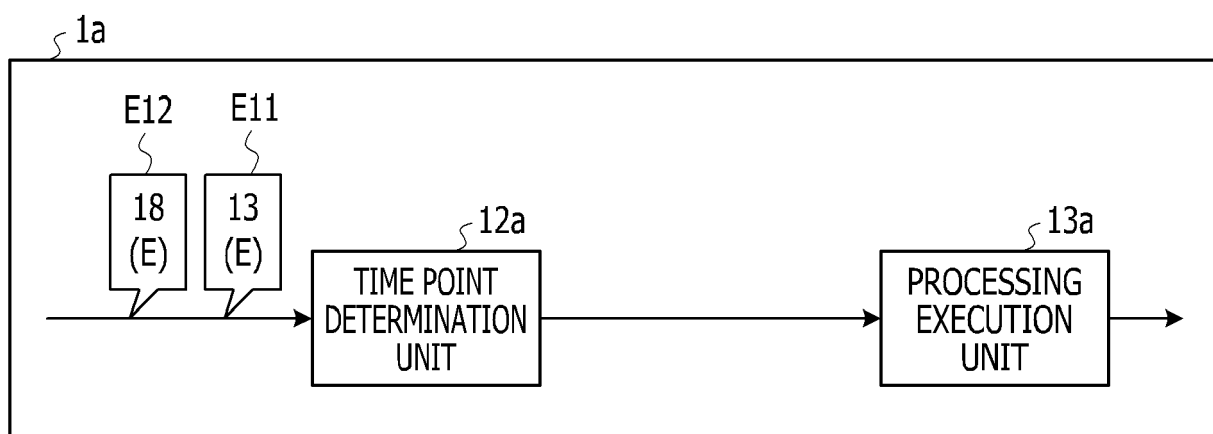 1a
E12
E11
18
(E)
13
(E)
12a
13a
TIME POINT
DETERMINATION
UNIT
PROCESSING
EXECUTION
UNIT